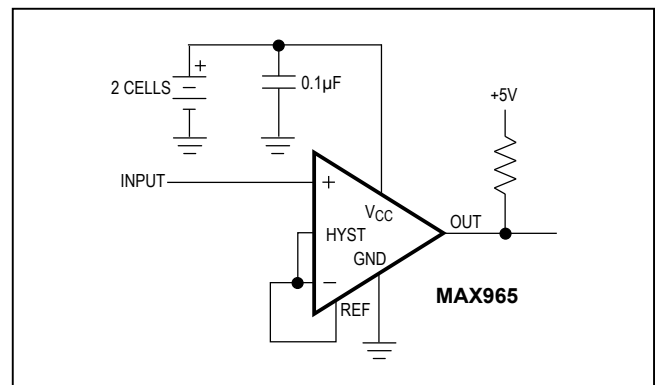 +
2 CELLS
0.1µF
+5V
INPUT
+
VCC
OUT
HYST
GND
−
REF
MAX965